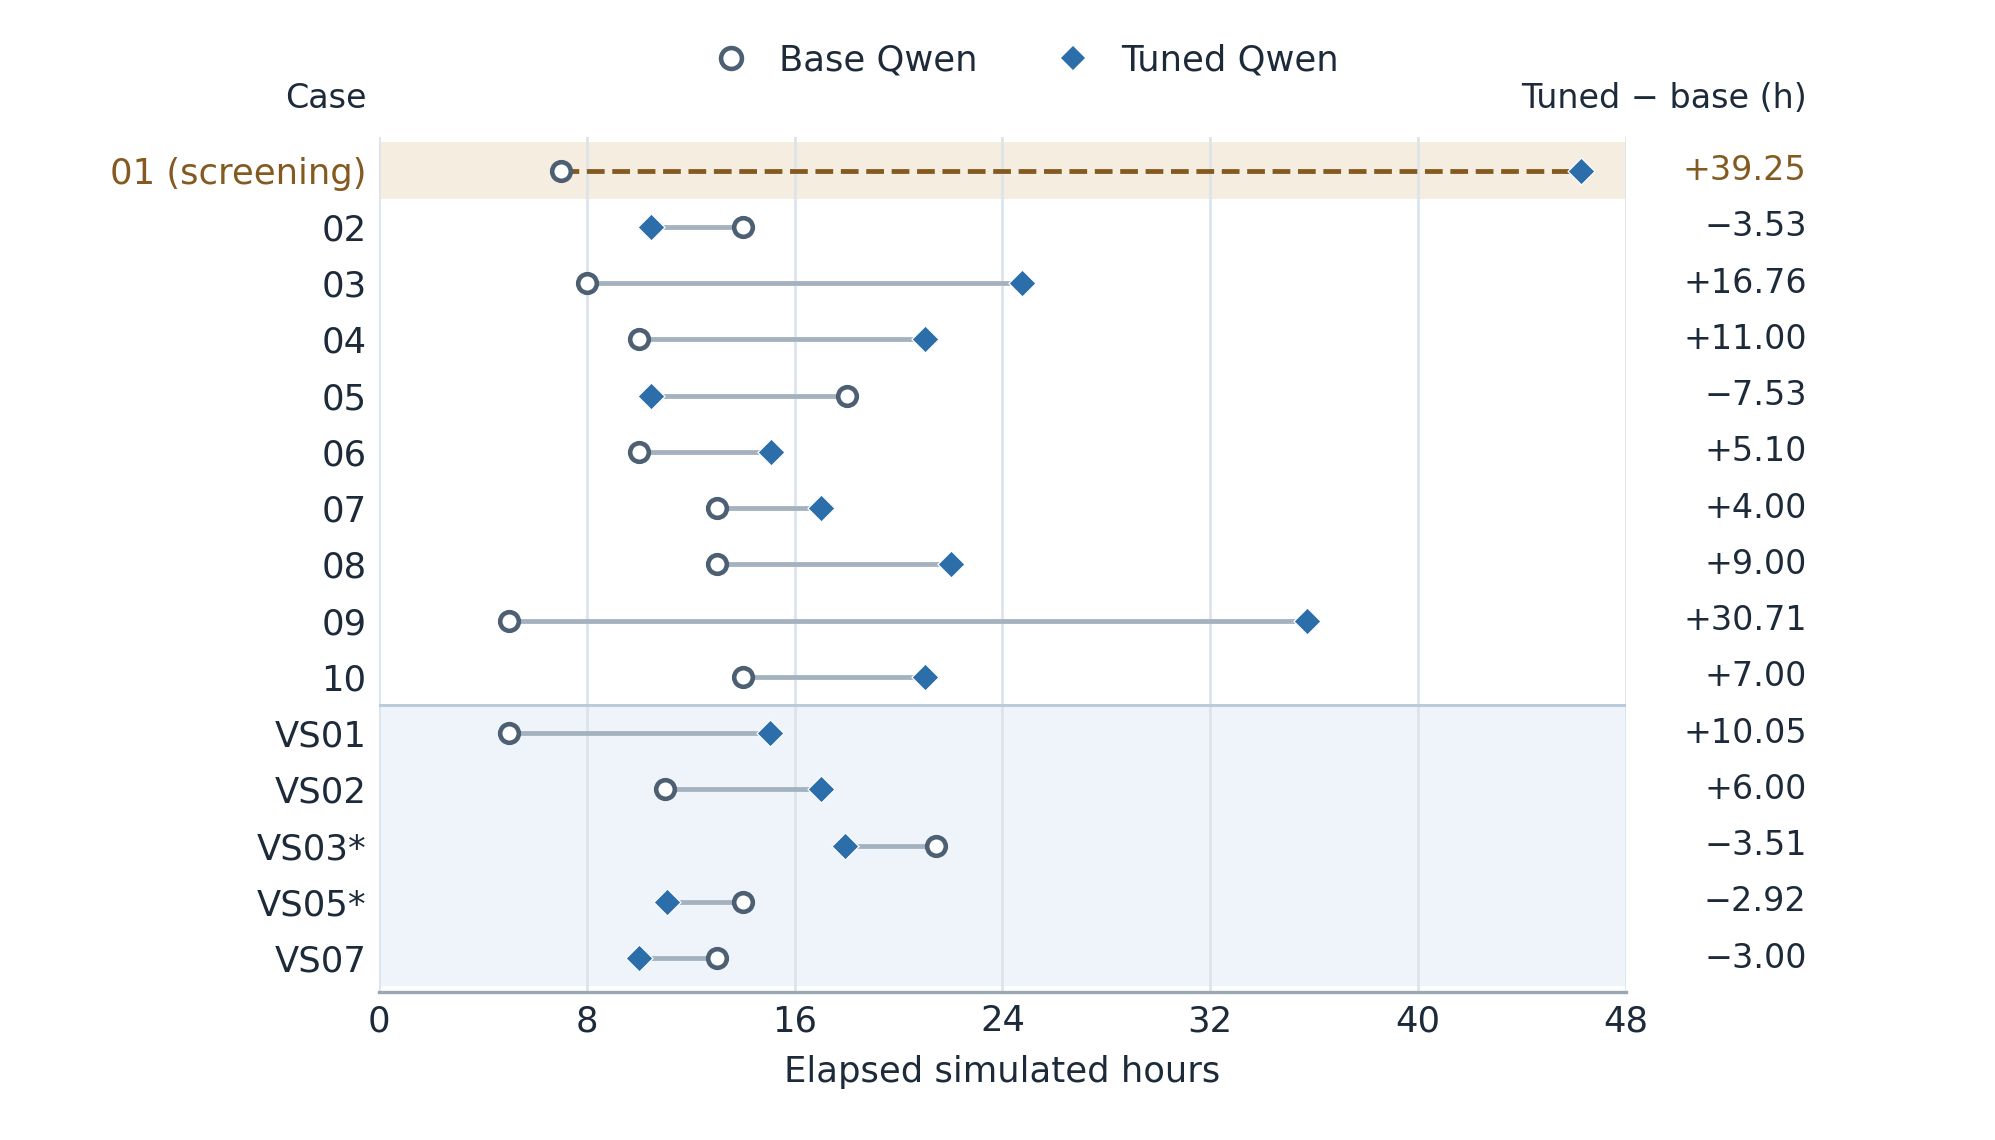 Base Qwen Tuned Qwen
Case Tuned − base (h)
01 (screening) +39.25
02 −3.53
03 +16.76
04 +11.00
05 −7.53
06 +5.10
07 +4.00
08 +9.00
09 +30.71
10 +7.00
VS01 +10.05
VS02 +6.00
VS03* −3.51
VS05* −2.92
VS07 −3.00
0 8 16 24 32 40 48
Elapsed simulated hours